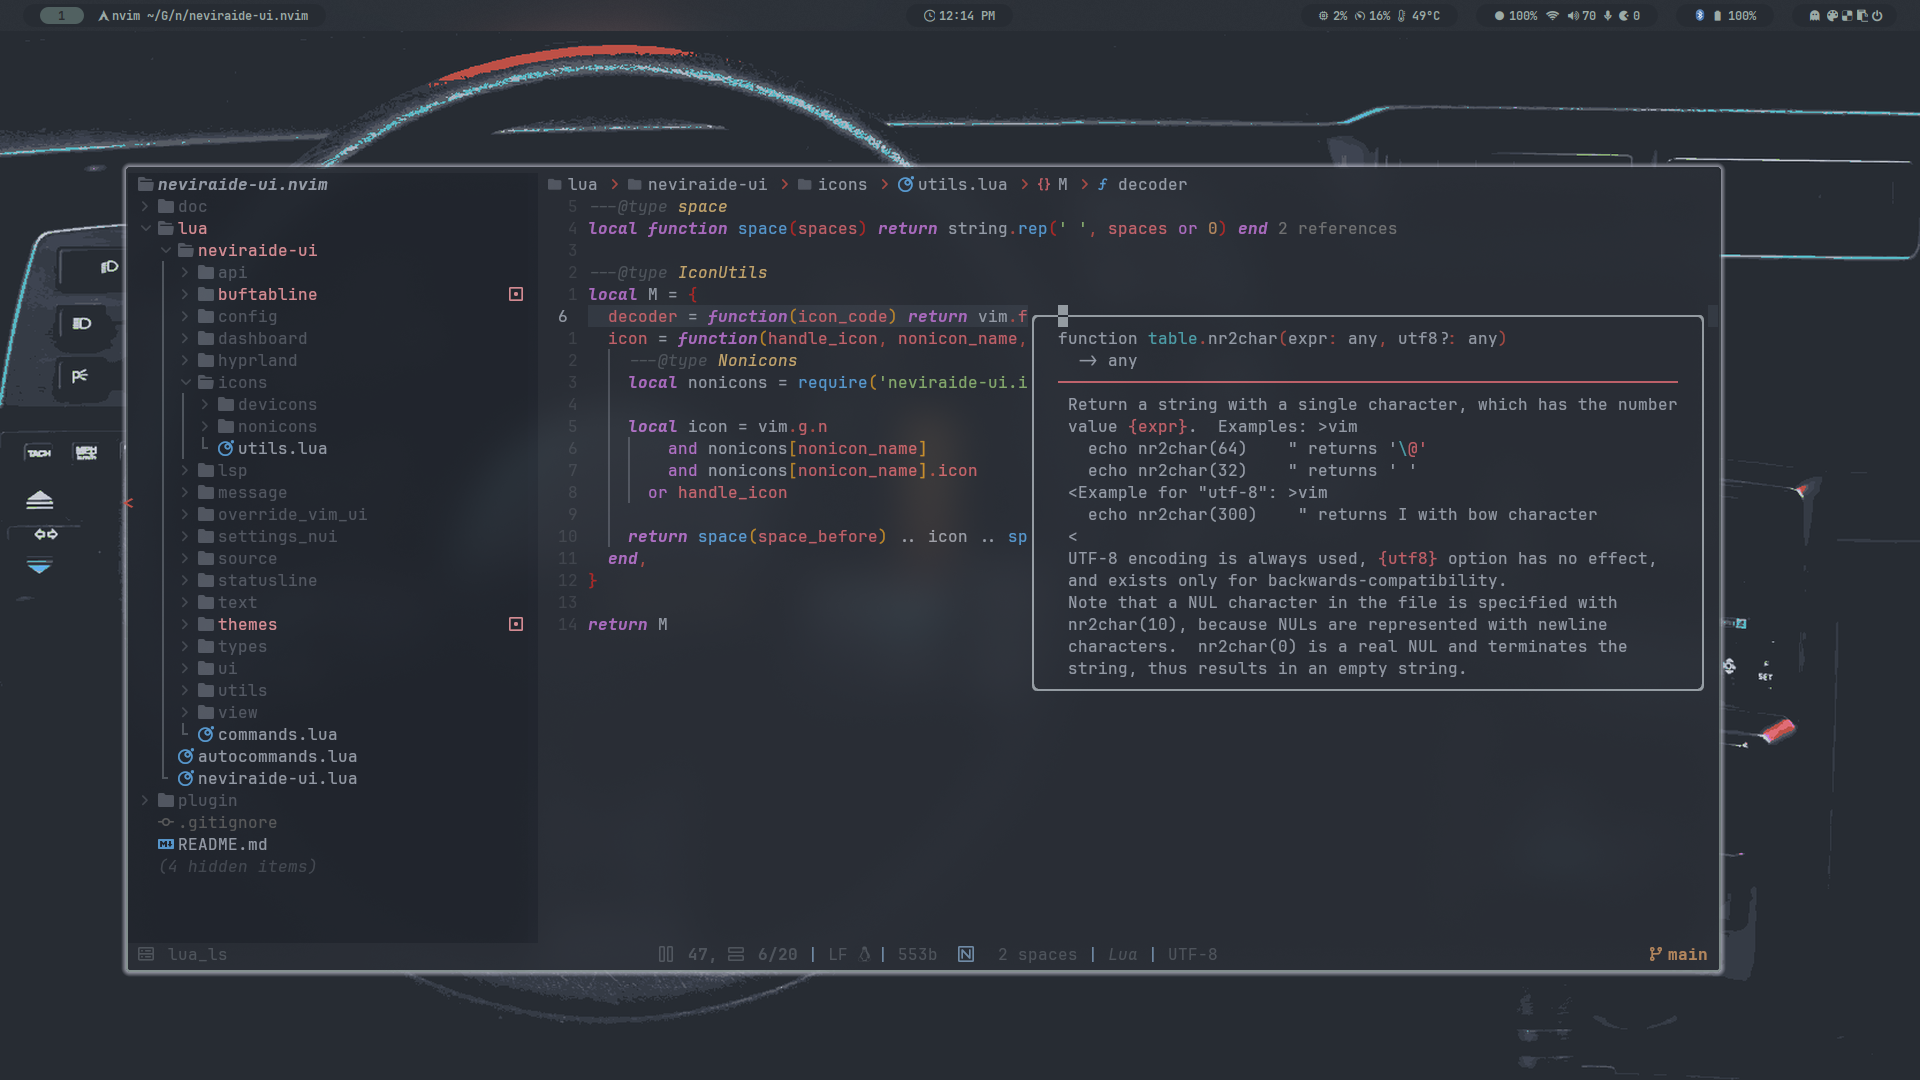 1 nvim ~/G/n/neviraide-ui.nvim
12:14 PM
2% 16% 49°C 100% 70 0 100%
neviraide-ui.nvim
doc
lua
neviraide-ui
api
buftabline
config
dashboard
hyprland
icons
devicons
nonicons
utils.lua
lsp
message
override_vim_ui
settings_nui
source
statusline
text
themes
types
ui
utils
view
commands.lua
autocommands.lua
neviraide-ui.lua
plugin
.gitignore
README.md
(4 hidden items)
lua > neviraide-ui > icons > utils.lua > {} M > ƒ decoder
5 ---@type space
4 local function space(spaces) return string.rep(' ', spaces or 0) end 2 references
3
2 ---@type IconUtils
1 local M = {
6 decoder = function(icon_code) return vim.f
1 icon = function(handle_icon, nonicon_name,
2 ---@type Nonicons
3 local nonicons = require('neviraide-ui.i
4
5 local icon = vim.g.n
6 and nonicons[nonicon_name]
7 and nonicons[nonicon_name].icon
8 or handle_icon
9
10 return space(space_before) .. icon .. sp
11 end,
12 }
13
14 return M
function table.nr2char(expr: any, utf8?: any)
-> any
Return a string with a single character, which has the number
value {expr}.  Examples: >vim
echo nr2char(64)    " returns '\@'
echo nr2char(32)    " returns ' '
<Example for "utf-8": >vim
echo nr2char(300)    " returns I with bow character
<
UTF-8 encoding is always used, {utf8} option has no effect,
and exists only for backwards-compatibility.
Note that a NUL character in the file is specified with
nr2char(10), because NULs are represented with newline
characters.  nr2char(0) is a real NUL and terminates the
string, thus results in an empty string.
lua_ls
47, 6/20 | LF | 553b N 2 spaces | Lua | UTF-8
main
TACH
MPH
SET